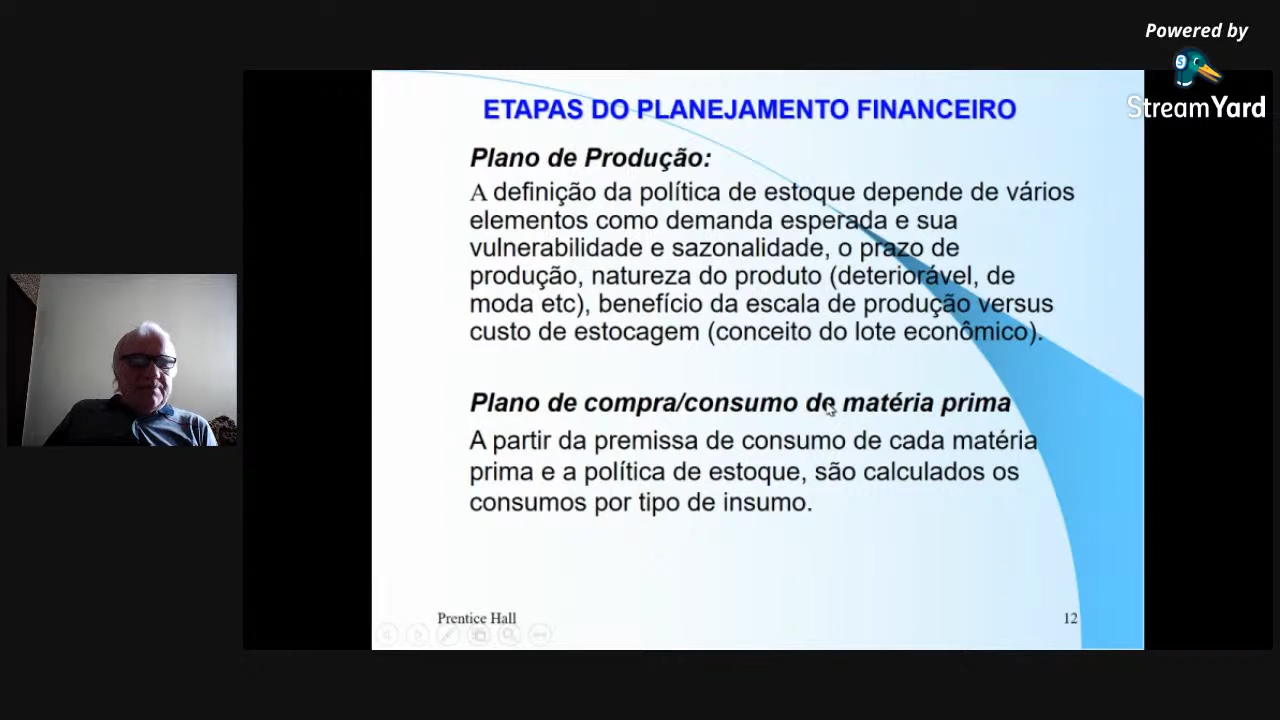 Powered by
StreamYard
ETAPAS DO PLANEJAMENTO FINANCEIRO
Plano de Produção:
A definição da política de estoque depende de vários
elementos como demanda esperada e sua
vulnerabilidade e sazonalidade, o prazo de
produção, natureza do produto (deteriorável, de
moda etc), benefício da escala de produção versus
custo de estocagem (conceito do lote econômico).
Plano de compra/consumo de matéria prima
A partir da premissa de consumo de cada matéria
prima e a política de estoque, são calculados os
consumos por tipo de insumo.
Prentice Hall
12